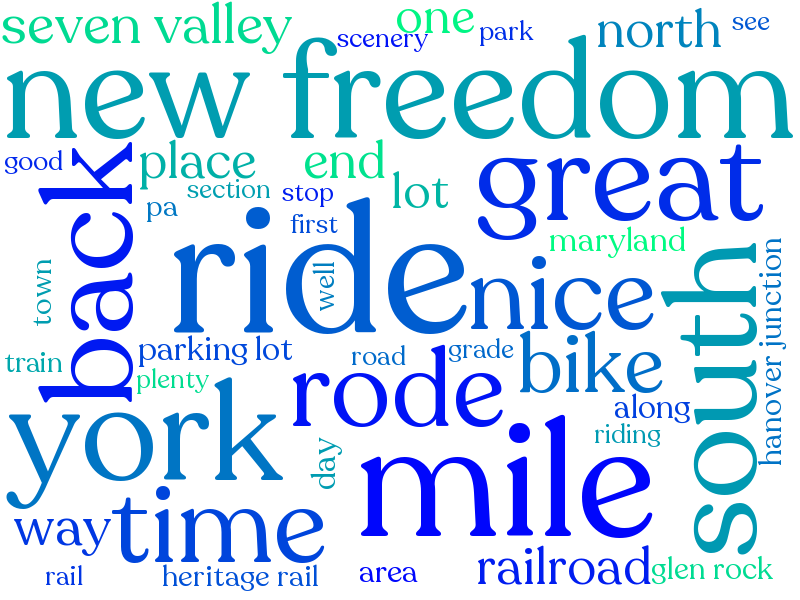 seven valley
one
scenery
park
north
see
new freedom
good
back
place
end
lot
great
section
stop
pa
first
maryland
ride
well
nice
south
hanover junction
town
train
parking lot
road
grade
bike
plenty
rode
along
riding
york
day
mile
way
time
rail
heritage rail
area
railroad
glen rock